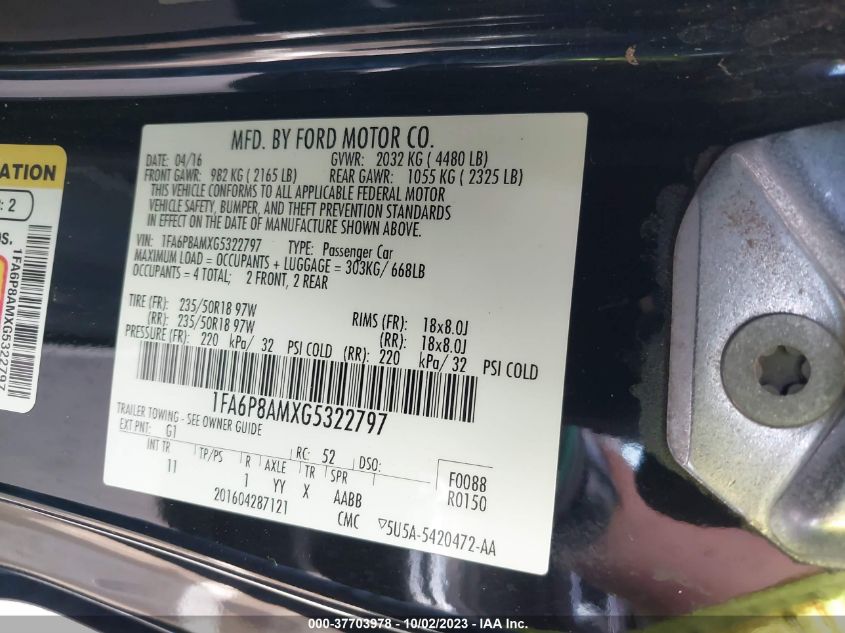 MFD. BY FORD MOTOR CO.
DATE: 04/16 GVWR: 2032 KG ( 4480 LB)
FRONT GAWR: 982 KG ( 2165 LB) REAR GAWR: 1055 KG ( 2325 LB)
THIS VEHICLE CONFORMS TO ALL APPLICABLE FEDERAL MOTOR
VEHICLE SAFETY, BUMPER, AND THEFT PREVENTION STANDARDS
IN EFFECT ON THE DATE OF MANUFACTURE SHOWN ABOVE.
VIN: 1FA6P8AMXG5322797 TYPE: Passenger Car
MAXIMUM LOAD = OCCUPANTS + LUGGAGE = 303KG/ 668LB
OCCUPANTS = 4 TOTAL; 2 FRONT, 2 REAR
TIRE (FR): 235/50R18 97W RIMS (FR): 18x8.0J
(RR): 235/50R18 97W (RR): 18x8.0J
PRESSURE (FR): 220 kPa/ 32 PSI COLD (RR): 220 kPa/ 32 PSI COLD
1FA6P8AMXG5322797
TRAILER TOWING - SEE OWNER GUIDE
EXT PNT: G1 RC: 52 DSO: F0088
INT TR TP/PS R AXLE TR SPR R0150
11 1 YY X AABB
201604287121 CMC ▽5U5A-5420472-AA
ATION
: 2
1FA6P8AMXG5322797
000-37703978 - 10/02/2023 - IAA Inc.